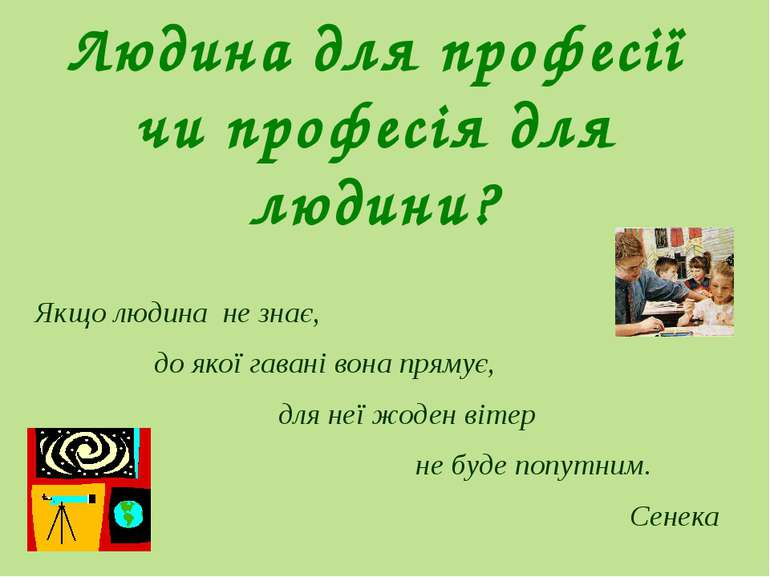 Людина для професії
чи професія для
людини?
Якщо людина не знає,
до якої гавані вона прямує,
для неї жоден вітер
не буде попутним.
Сенека